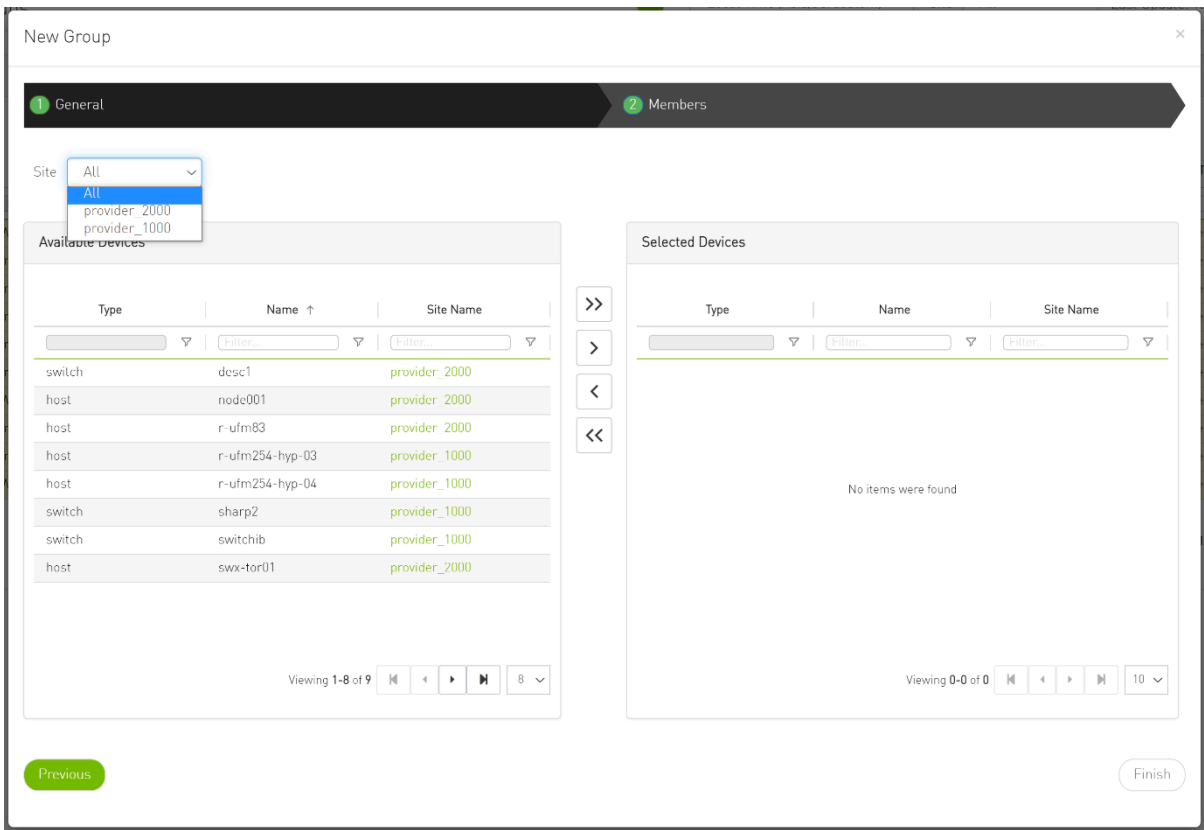 New Group ×
1 General 2 Members
Site All
All
provider_2000
provider_1000
Available Devices Selected Devices
Type Name ↑ Site Name Type Name Site Name
Filter... Filter... Filter... Filter...
switch desc1 provider_2000
host node001 provider_2000
host r-ufm83 provider_2000
host r-ufm254-hyp-03 provider_1000
host r-ufm254-hyp-04 provider_1000
switch sharp2 provider_1000
switch switchib provider_1000
host swx-tor01 provider_2000
No items were found
Viewing 1-8 of 9 8 Viewing 0-0 of 0 10
Previous Finish